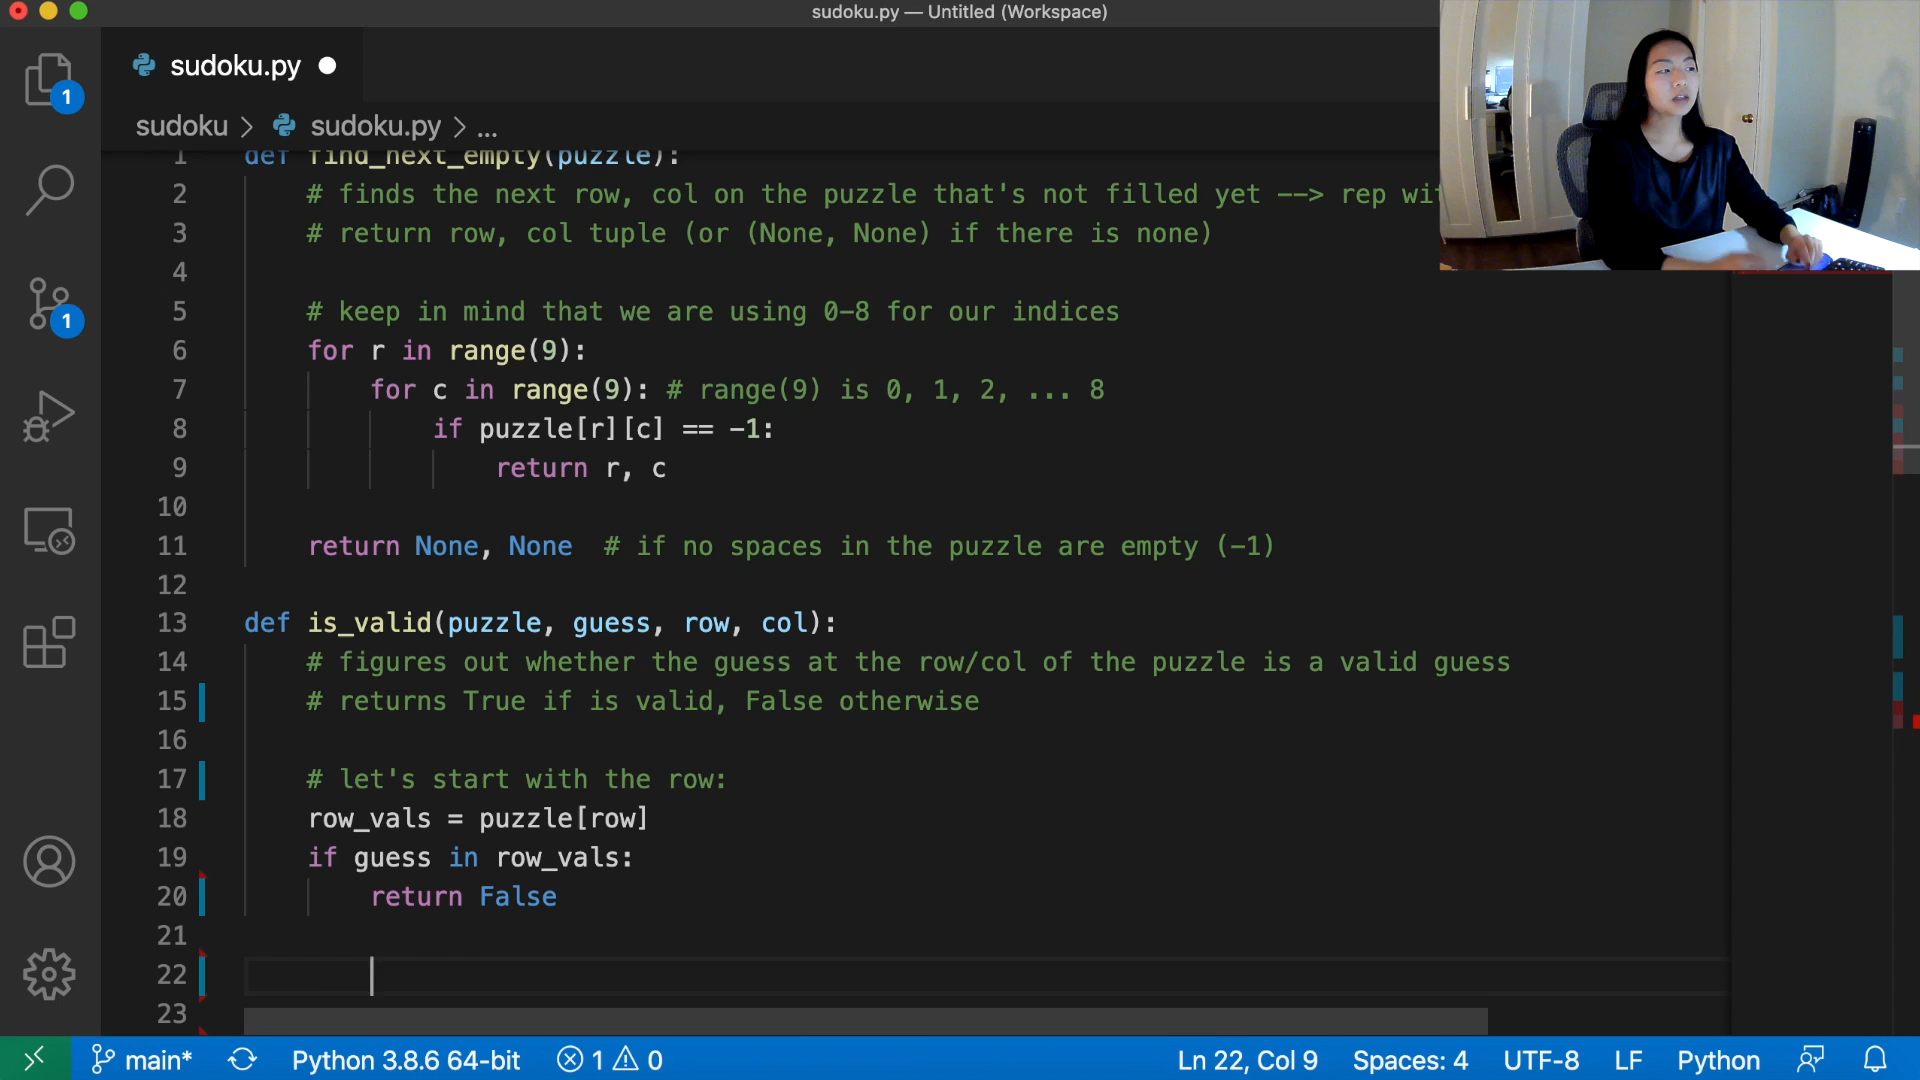 sudoku.py — Untitled (Workspace)
sudoku.py
1
sudoku > sudoku.py > ...
1 def find_next_empty(puzzle):
2 # finds the next row, col on the puzzle that's not filled yet --> rep wit
3 # return row, col tuple (or (None, None) if there is none)
4
5 # keep in mind that we are using 0-8 for our indices
6 for r in range(9):
7 for c in range(9): # range(9) is 0, 1, 2, ... 8
8 if puzzle[r][c] == -1:
9 return r, c
10
11 return None, None # if no spaces in the puzzle are empty (-1)
12
13 def is_valid(puzzle, guess, row, col):
14 # figures out whether the guess at the row/col of the puzzle is a valid guess
15 # returns True if is valid, False otherwise
16
17 # let's start with the row:
18 row_vals = puzzle[row]
19 if guess in row_vals:
20 return False
21
22
23
1
main* Python 3.8.6 64-bit 1 0 Ln 22, Col 9 Spaces: 4 UTF-8 LF Python